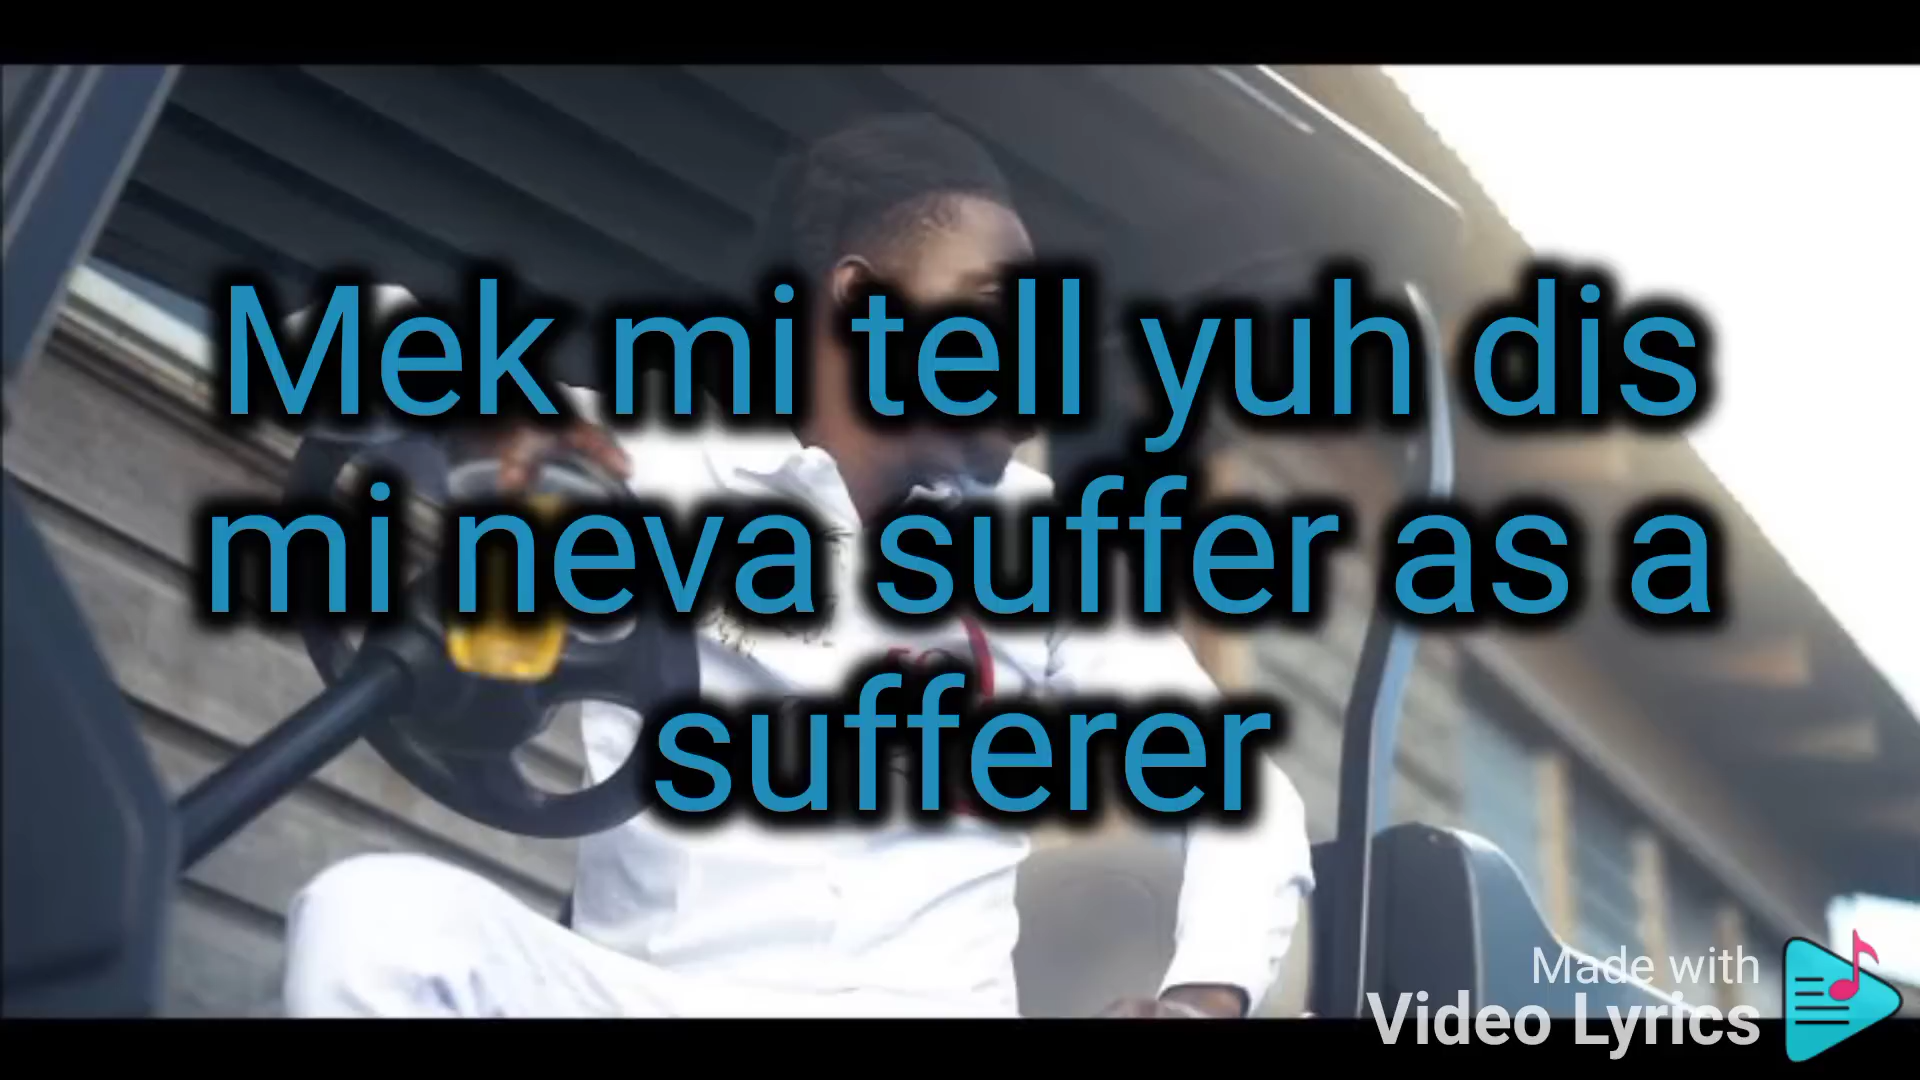 Mek mi tell yuh dis
mi neva suffer as a
sufferer
Made with
Video Lyrics